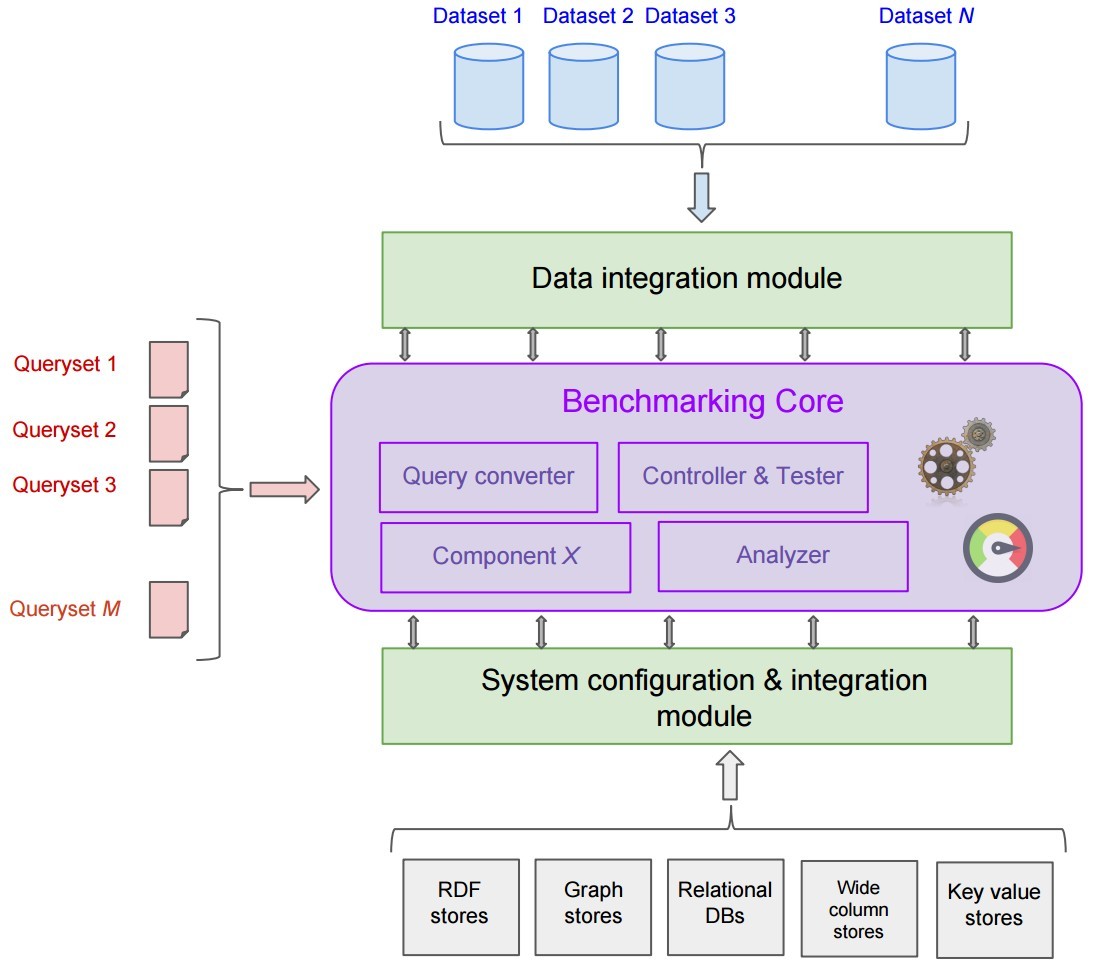 Dataset 1 Dataset 2 Dataset 3 Dataset N
Data integration module
Queryset 1
Queryset 2
Queryset 3
Queryset M
Benchmarking Core
Query converter
Controller & Tester
Component X
Analyzer
System configuration & integration
module
RDF
stores
Graph
stores
Relational
DBs
Wide
column
stores
Key value
stores